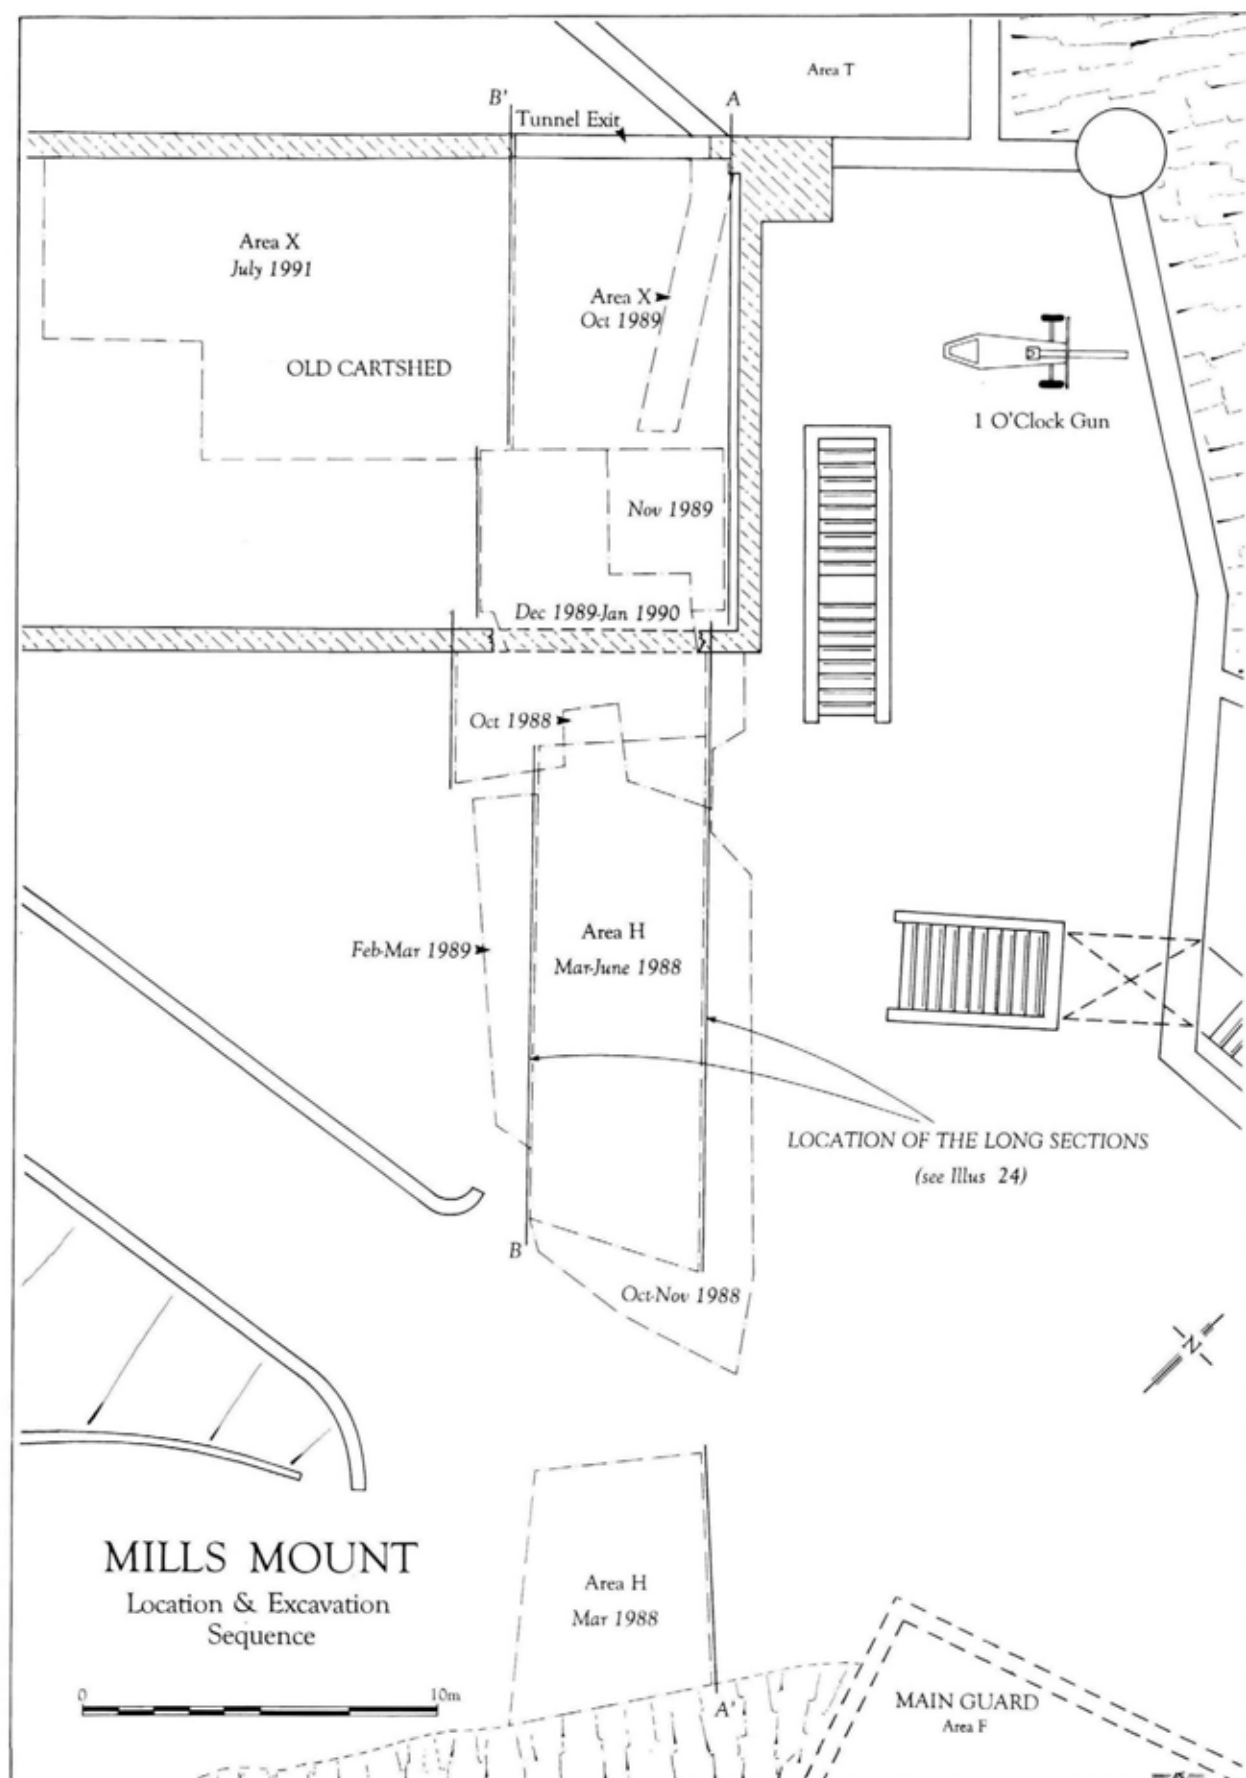 Area T
B'
A
Tunnel Exit
Area X
July 1991
Area X
Oct 1989
OLD CARTSHED
1 O'Clock Gun
Nov 1989
Dec 1989-Jan 1990
Oct 1988
Feb-Mar 1989
Area H
Mar-June 1988
LOCATION OF THE LONG SECTIONS
(see Illus 24)
B
Oct-Nov 1988
N
MILLS MOUNT
Location & Excavation
Sequence
Area H
Mar 1988
0
10m
A'
MAIN GUARD
Area F